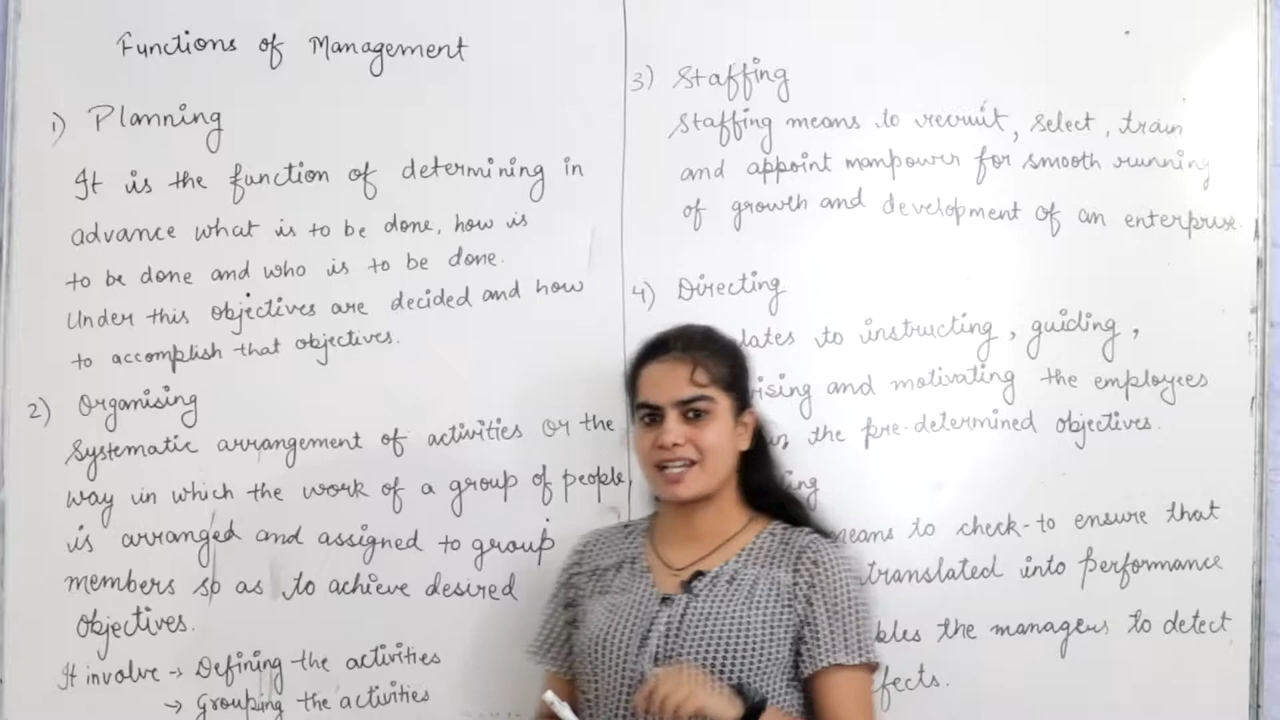 Functions of Management
1) Planning
It is the function of determining in
advance what is to be done, how is
to be done and who is to be done.
Under this objectives are decided and how
to accomplish that objectives.
2) Organising
Systematic arrangement of activities or the
way in which the work of a group of people
is arranged and assigned to group
members so as to achieve desired
objectives.
It involve → Defining the activities
→ Grouping the activities
3) Staffing
Staffing means to recruit, select, train
and appoint manpower for smooth running
of growth and development of an enterprise.
4) Directing
to instructing, guiding,
and motivating the employees
the pre-determined objectives.
means to check-to ensure that
translated into performance
the managers to detect